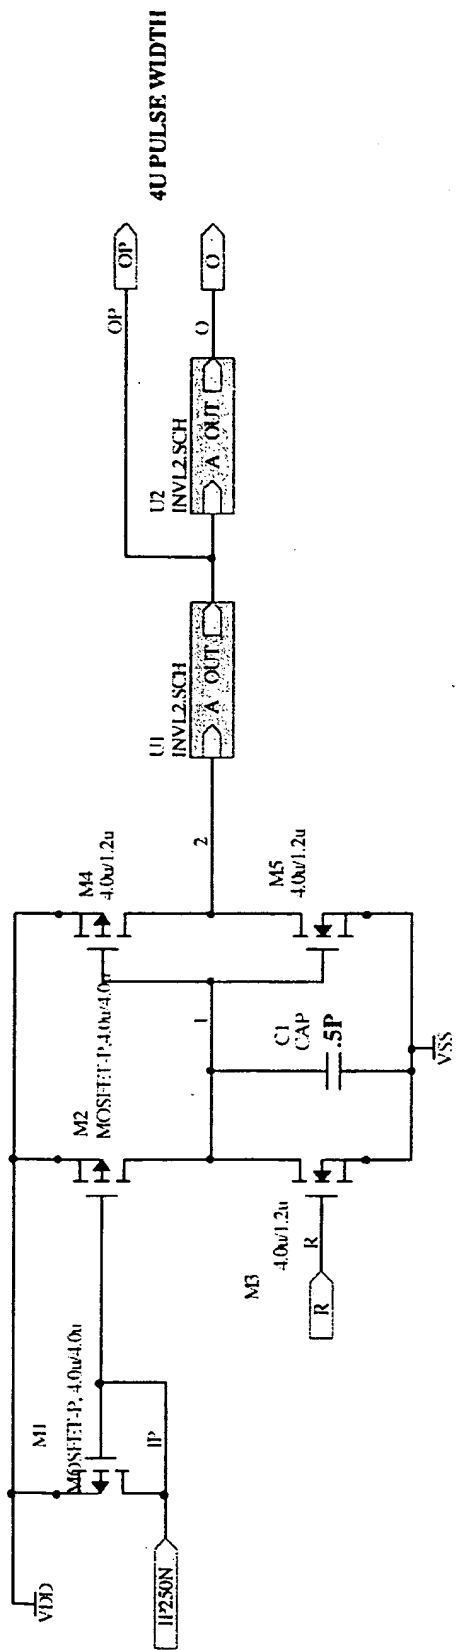 4U PULSE WIDTH
VDD
M1
MOSFET-P, 4.0u/4.0u
IP
IP250N
M2
MOSFET-P,4.0u/4.0u
M3
4.0u/1.2u
R
R
1
C1
CAP
.5P
M4
4.0u/1.2u
M5
4.0u/1.2u
VSS
2
U1
INVL2.SCH
A OUT
U2
INVL2.SCH
A OUT
OP
OP
O
O